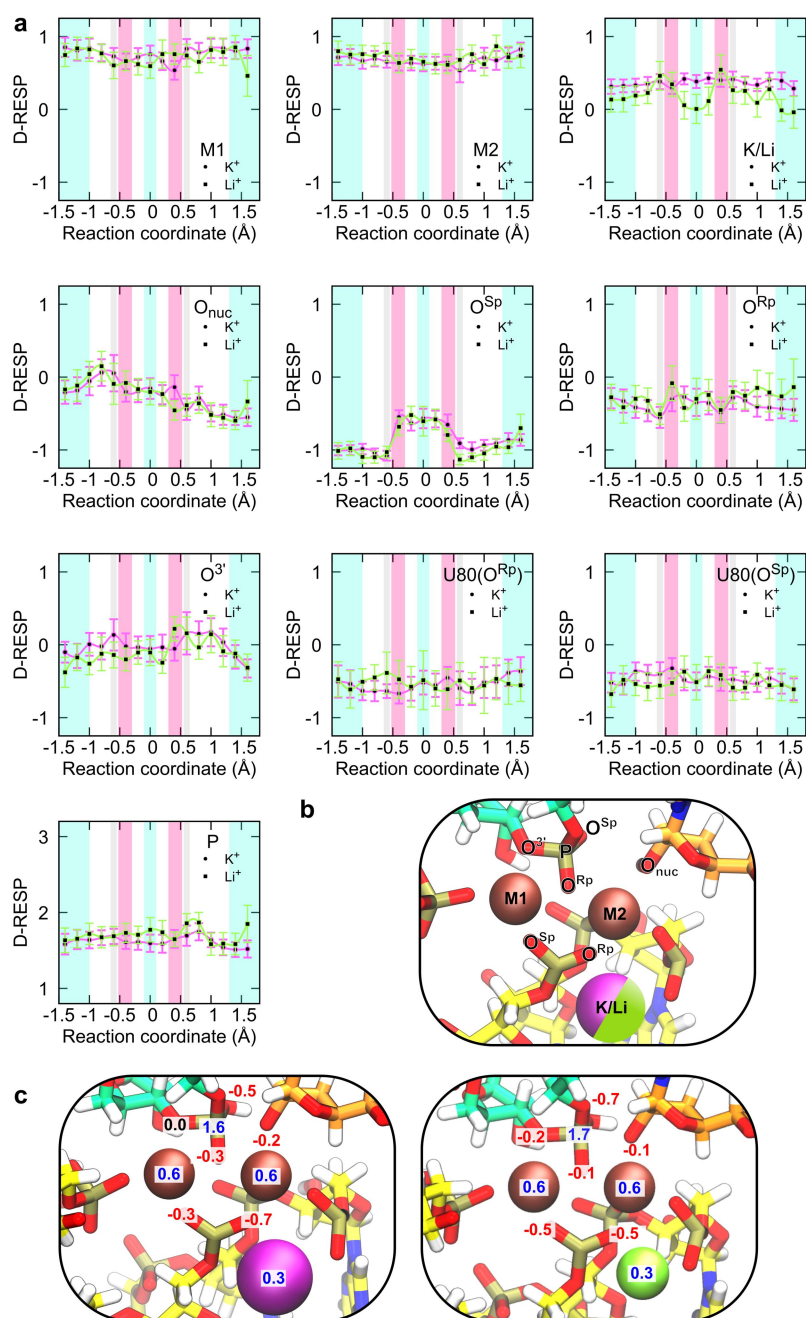 a
D-RESP
1
0
-1
M1
K+
Li+
-1.5 -0.5 0 0.5 1 1.5
Reaction coordinate (Å)
D-RESP
1
0
-1
M2
K+
Li+
-1.5 -1 -0.5 0 0.5 1 1.5
Reaction coordinate (Å)
D-RESP
1
0
-1
K/Li
K+
Li+
-1.5 -1 -0.5 0 0.5 1 1.5
Reaction coordinate (Å)
D-RESP
1
0
-1
Onuc
K+
Li+
-1.5 -1 -0.5 0 0.5 1 1.5
Reaction coordinate (Å)
D-RESP
1
0
-1
OSp
K+
Li+
-1.5 -1 -0.5 0 0.5 1 1.5
Reaction coordinate (Å)
D-RESP
1
0
-1
ORp
K+
Li+
-1.5 -1 -0.5 0 0.5 1 1.5
Reaction coordinate (Å)
D-RESP
1
0
-1
O3'
K+
Li+
-1.5 -1 -0.5 0 0.5 1 1.5
Reaction coordinate (Å)
D-RESP
1
0
-1
U80(ORp)
K+
Li+
-1.5 -1 -0.5 0 0.5 1 1.5
Reaction coordinate (Å)
D-RESP
1
0
-1
U80(OSp)
K+
Li+
-1.5 -1 -0.5 0 0.5 1 1.5
Reaction coordinate (Å)
D-RESP
3
2
1
P
K+
Li+
-1.5 -1 -0.5 0 0.5 1 1.5
Reaction coordinate (Å)
b
OSp
O3' P
Onuc
ORp
M1 M2
OSp ORp
K/Li
c
-0.5
0.0 1.6
-0.2
-0.3
0.6 0.6
-0.3 -0.7
0.3
-0.7
-0.2 1.7
-0.1
-0.1
0.6 0.6
-0.5 -0.5
0.3